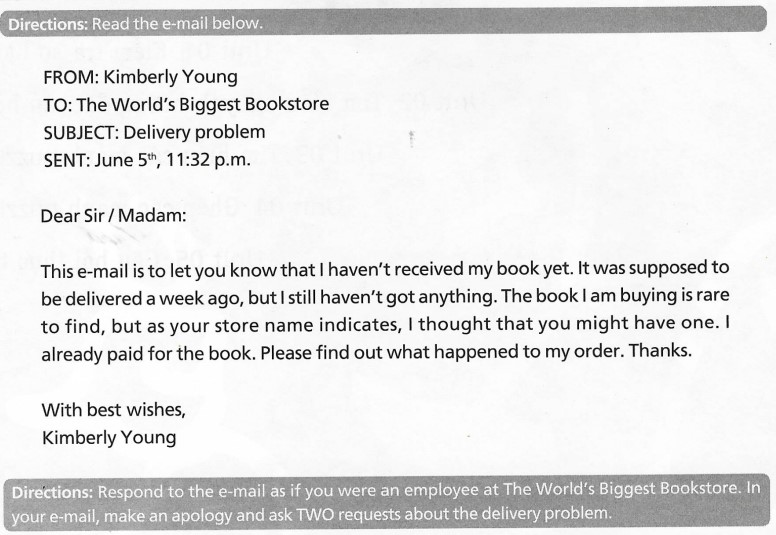 Directions: Read the e-mail below.
FROM: Kimberly Young
TO: The World's Biggest Bookstore
SUBJECT: Delivery problem
SENT: June 5th, 11:32 p.m.
Dear Sir / Madam:
This e-mail is to let you know that I haven't received my book yet. It was supposed to
be delivered a week ago, but I still haven't got anything. The book I am buying is rare
to find, but as your store name indicates, I thought that you might have one. I
already paid for the book. Please find out what happened to my order. Thanks.
With best wishes,
Kimberly Young
Directions: Respond to the e-mail as if you were an employee at The World's Biggest Bookstore. In
your e-mail, make an apology and ask TWO requests about the delivery problem.